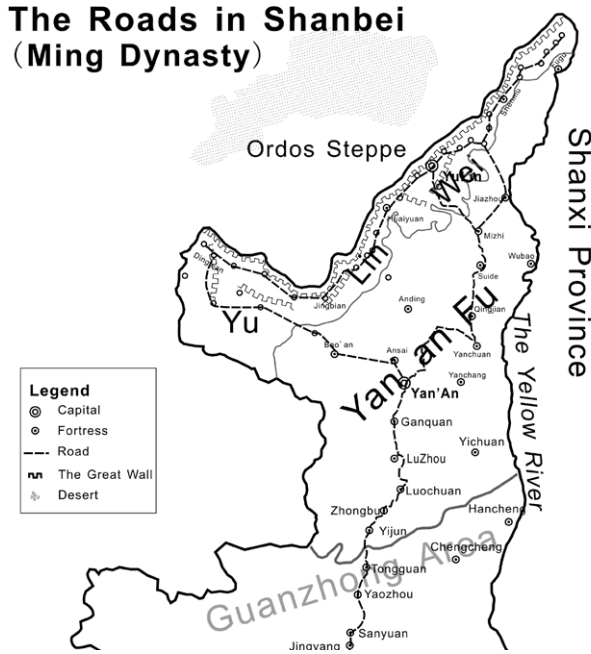 The Roads in Shanbei
（Ming Dynasty）
Ordos Steppe
Shanxi Province
The Yellow River
Yu Lin Wei
Yan'an Fu
Guanzhong Area
Fugu
Shenmu
YuLin
Jiazhou
Huaiyuan
Mizhi
Wubao
Suide
Dingbian
Jingbian
Anding
Qingjian
Bao'an
Ansai
Yanchuan
Yanchang
Yan'An
Ganquan
LuZhou
Yichuan
Luochuan
Zhongbu
Hancheng
Yijun
Chengcheng
Tongguan
Yaozhou
Sanyuan
Jingyang
Legend
Capital
Fortress
Road
The Great Wall
Desert